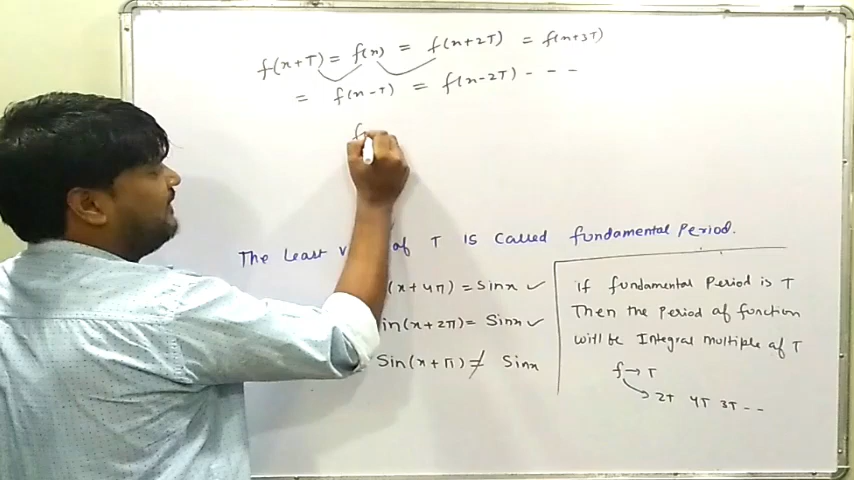 f(x+T) = f(x) = f(x+2T) = f(x+3T)
= f(x-T) = f(x-2T) - - -
f
The Least of T is Called fundamental Period.
(x+4π) = Sinx ✓
in(x+2π) = Sinx ✓
Sin(x+π) ≠ Sinx
if fundamental Period is T
Then the Period of function
will be Integral multiple of T
f → T
2T 4T 3T - -